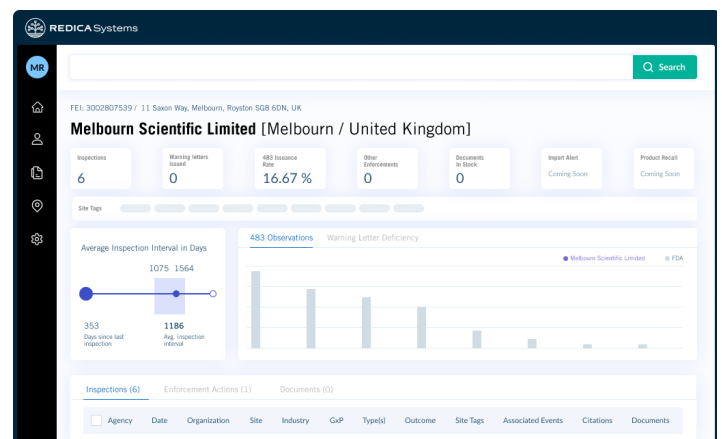 REDICA Systems
MR
Search
FEI: 3002807539 / 11 Saxon Way, Melbourn, Royston SG8 6DN, UK
Melbourn Scientific Limited [Melbourn / United Kingdom]
Inspections
6
Warning letters
Issued
0
483 Issuance
Rate
16.67 %
Other
Enforcements
0
Documents
In Stock
0
Import Alert
Coming Soon
Product Recall
Coming Soon
Site Tags
Average Inspection Interval in Days
1075 1564
353
Days since last
inspection
1186
Avg. inspection
interval
483 Observations Warning Letter Deficiency
Melbourn Scientific Limited FDA
Inspections (6) Enforcement Actions (1) Documents (0)
Agency Date Organization Site Industry GxP Type(s) Outcome Site Tags Associated Events Citations Documents